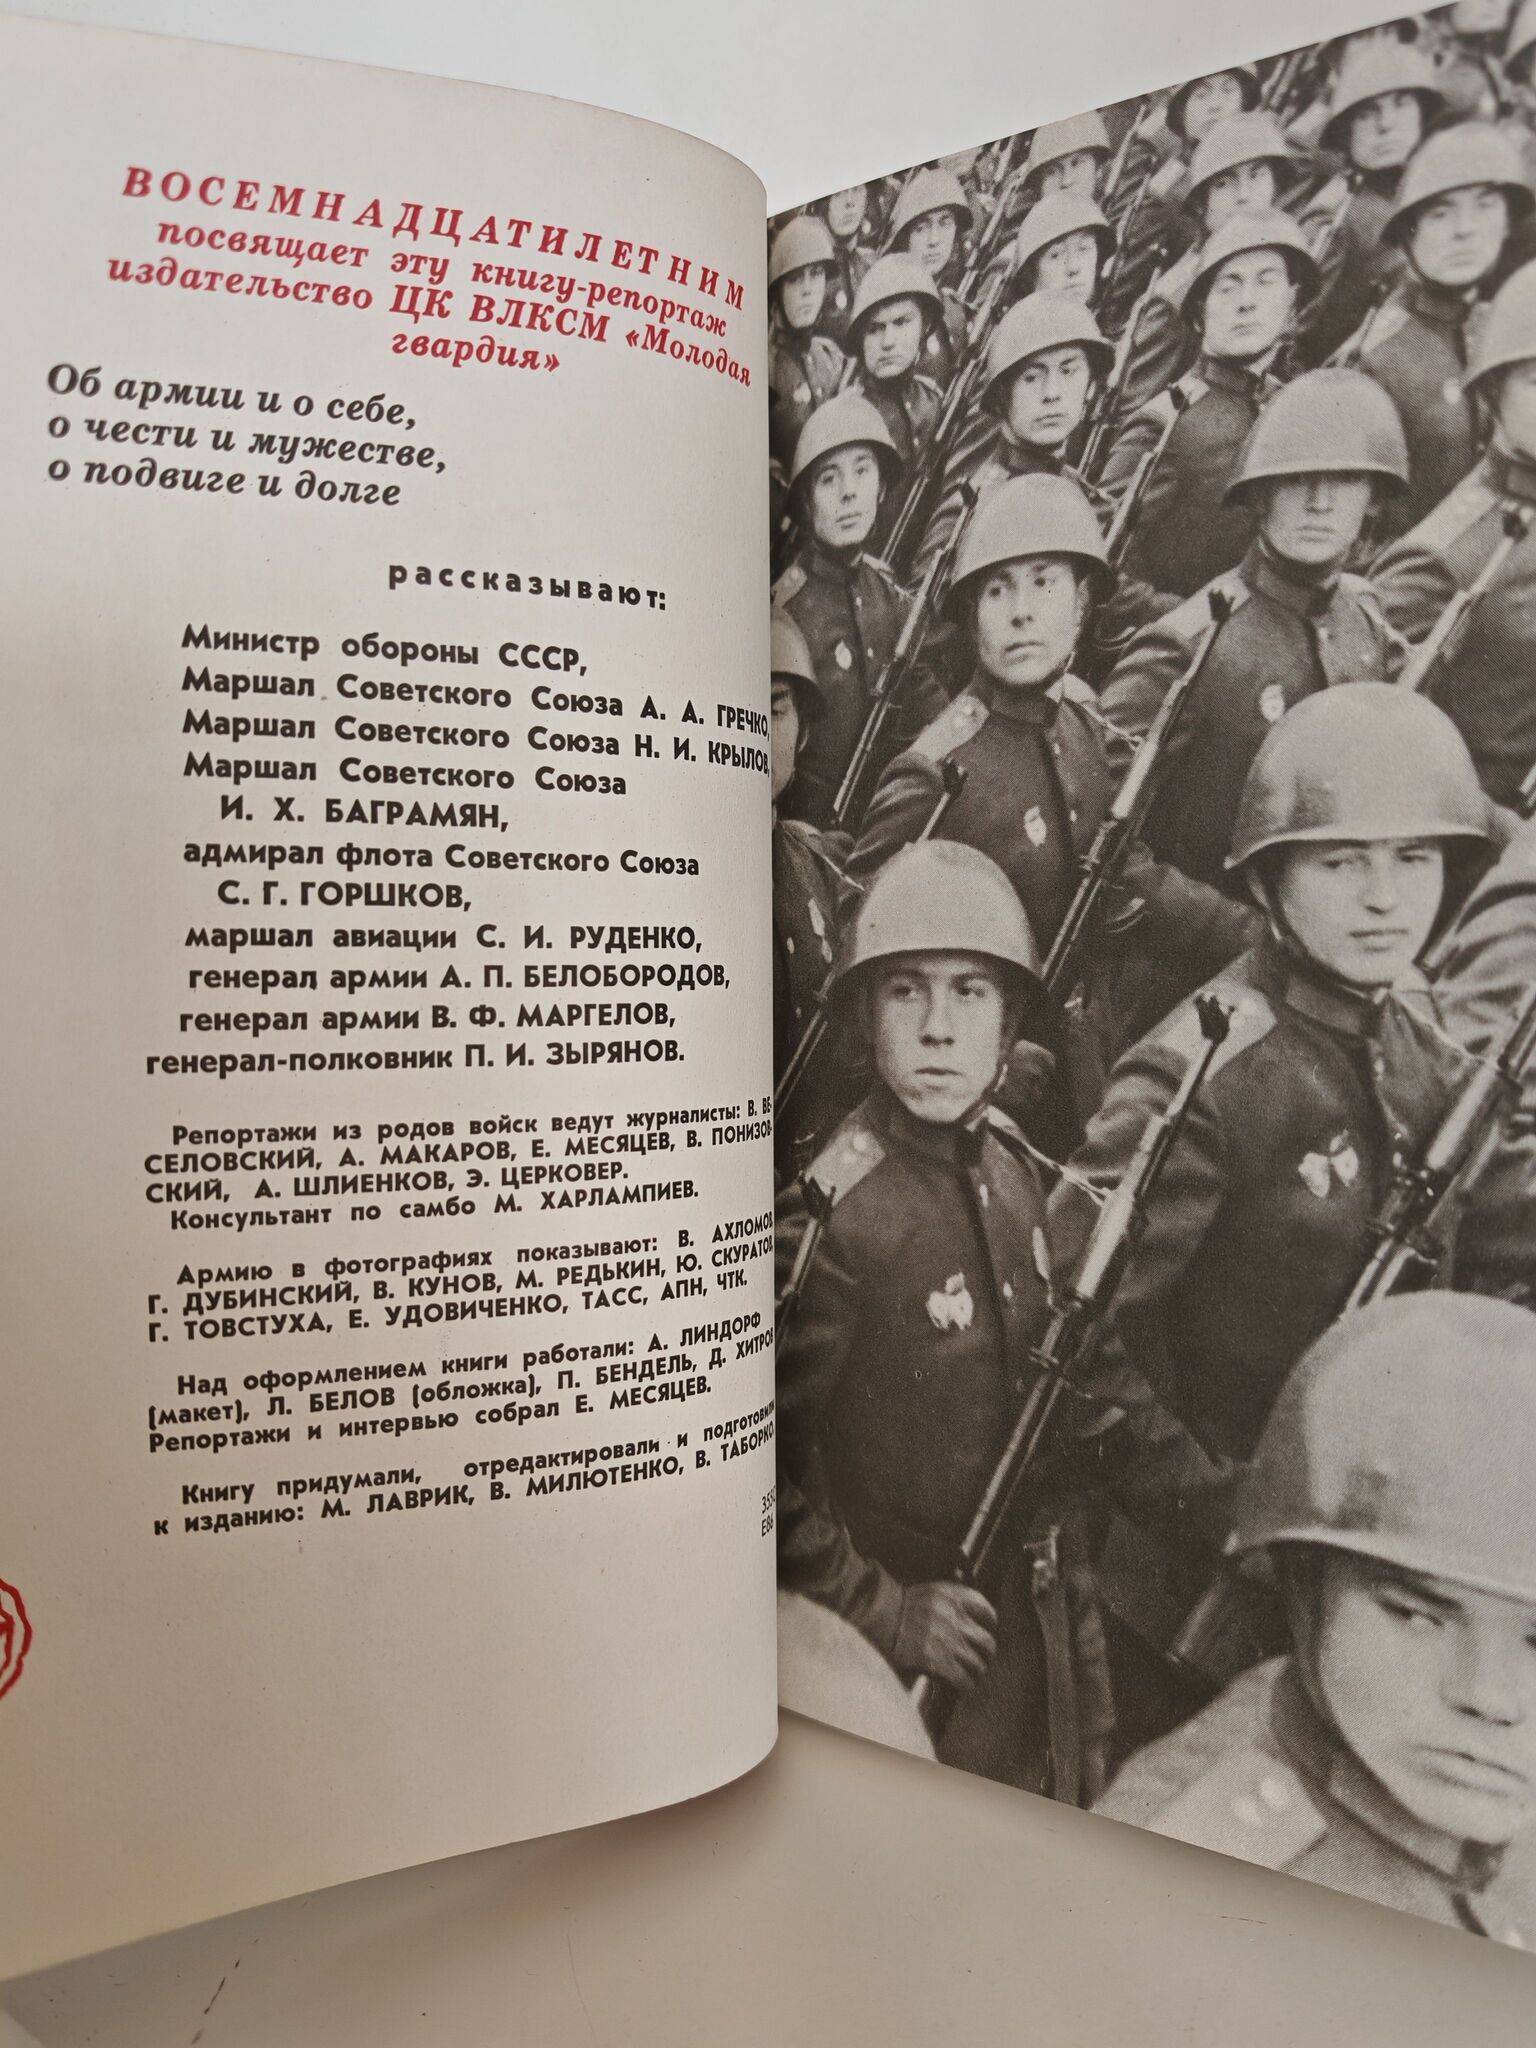 ВОСЕМНАДЦАТИЛЕТНИМ
посвящает эту книгу-репортаж
издательство ЦК ВЛКСМ «Молодая
гвардия»
Об армии и о себе,
о чести и мужестве,
о подвиге и долге
рассказывают:
Министр обороны СССР,
Маршал Советского Союза А. А. ГРЕЧКО,
Маршал Советского Союза Н. И. КРЫЛОВ,
Маршал Советского Союза
И. Х. БАГРАМЯН,
адмирал флота Советского Союза
С. Г. ГОРШКОВ,
маршал авиации С. И. РУДЕНКО,
генерал армии А. П. БЕЛОБОРОДОВ,
генерал армии В. Ф. МАРГЕЛОВ,
генерал-полковник П. И. ЗЫРЯНОВ.
Репортажи из родов войск ведут журналисты: В. ВЕ-
СЕЛОВСКИЙ, А. МАКАРОВ, Е. МЕСЯЦЕВ, В. ПОНИЗОВ-
СКИЙ, А. ШЛИЕНКОВ, Э. ЦЕРКОВЕР.
Консультант по самбо М. ХАРЛАМПИЕВ.
Армию в фотографиях показывают: В. АХЛОМОВ,
Г. ДУБИНСКИЙ, В. КУНОВ, М. РЕДЬКИН, Ю. СКУРАТОВ,
Г. ТОВСТУХА, Е. УДОВИЧЕНКО, ТАСС, АПН, ЧТК.
Над оформлением книги работали: А. ЛИНДОРФ
(макет), Л. БЕЛОВ (обложка), П. БЕНДЕЛЬ, Д. ХИТРОВ
Репортажи и интервью собрал Е. МЕСЯЦЕВ.
Книгу придумали, отредактировали и подготовили
к изданию: М. ЛАВРИК, В. МИЛЮТЕНКО, В. ТАБОРКО.
Е86